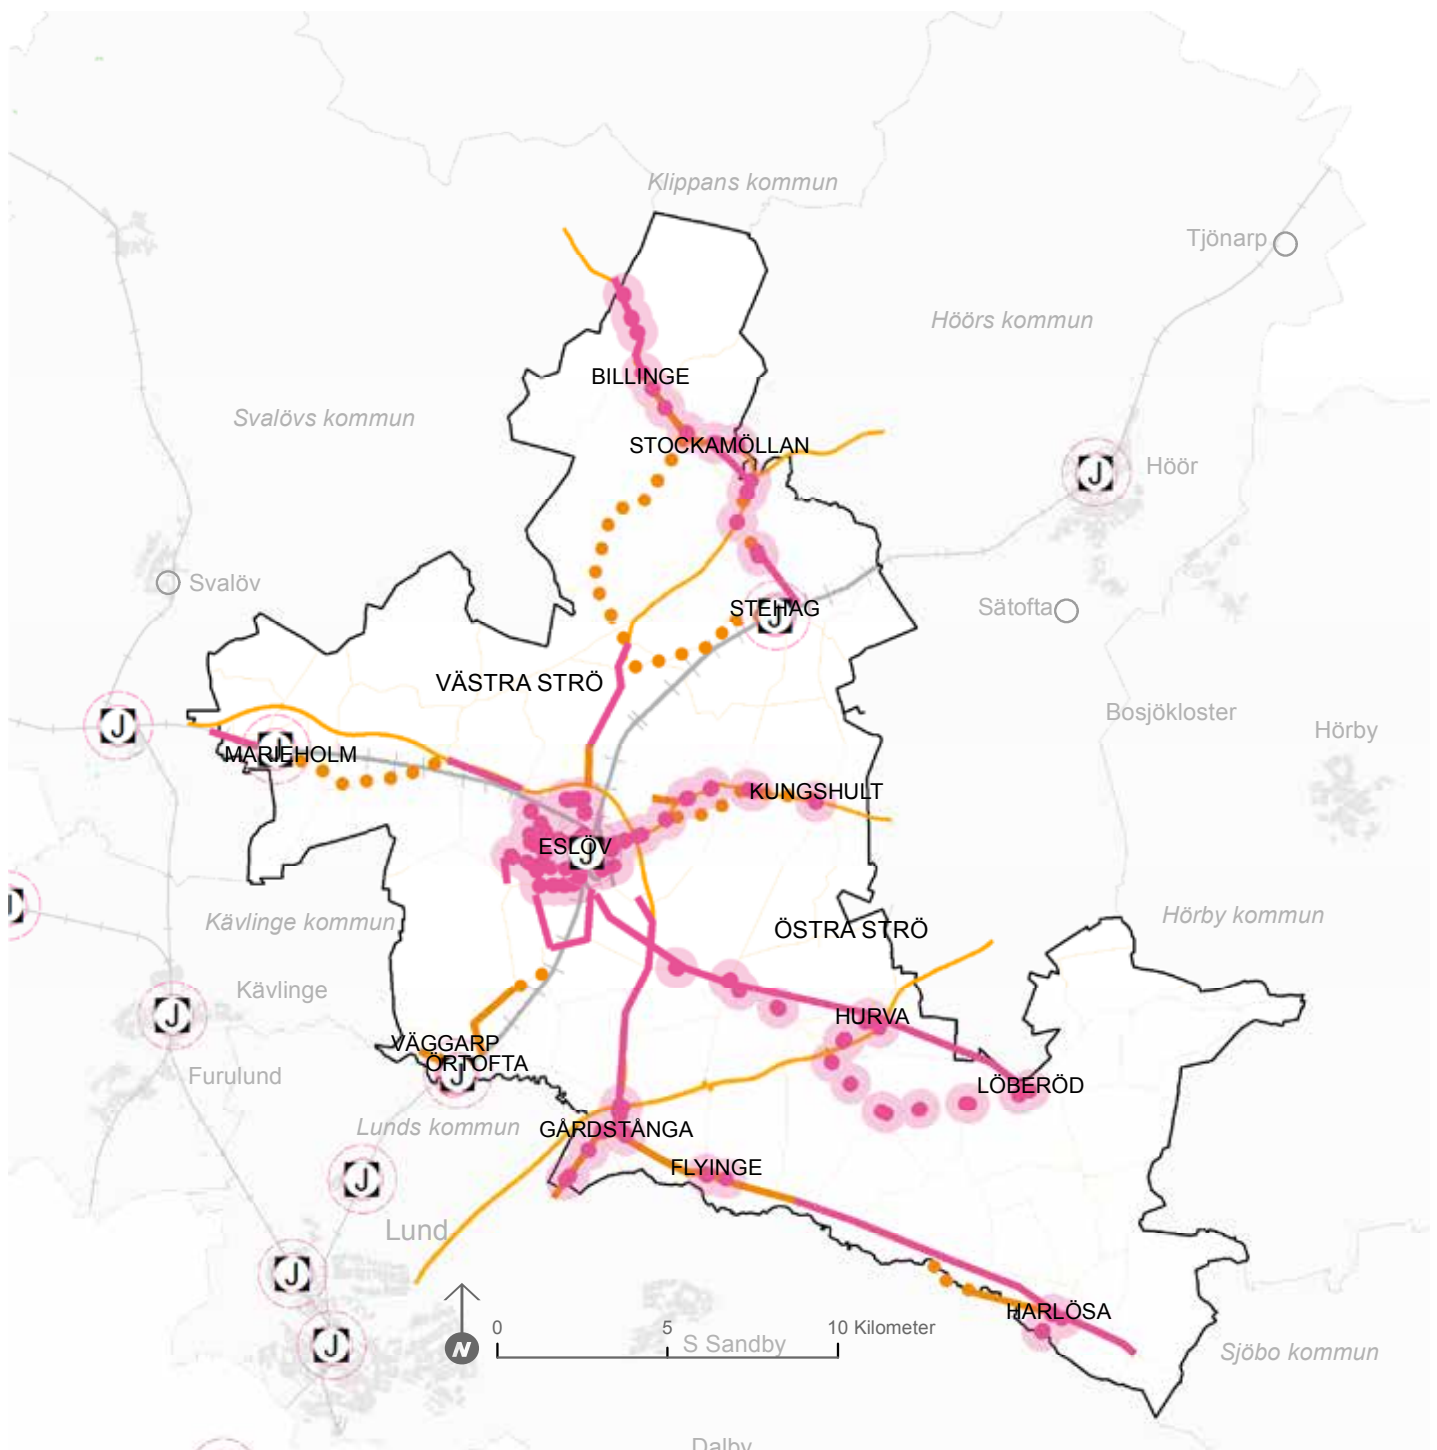 Klippans kommun
Tjönarp
Höörs kommun
BILLINGE
Svalövs kommun
STOCKAMÖLLAN
J
Höör
Svalöv
STEHAG
J
Sätofta
VÄSTRA STRÖ
Bosjökloster
J
Hörby
J
MARIEHOLM
KUNGSHULT
ESLÖV
J
J
Kävlinge kommun
Hörby kommun
ÖSTRA STRÖ
Kävlinge
J
HURVA
VÄGGARP
ÖRTOFTA
J
Furulund
LÖBERÖD
Lunds kommun
GÅRDSTÅNGA
FLYINGE
J
Lund
J
HARLÖSA
0 5 10 Kilometer
N
J
S Sandby
Sjöbo kommun
Dalby